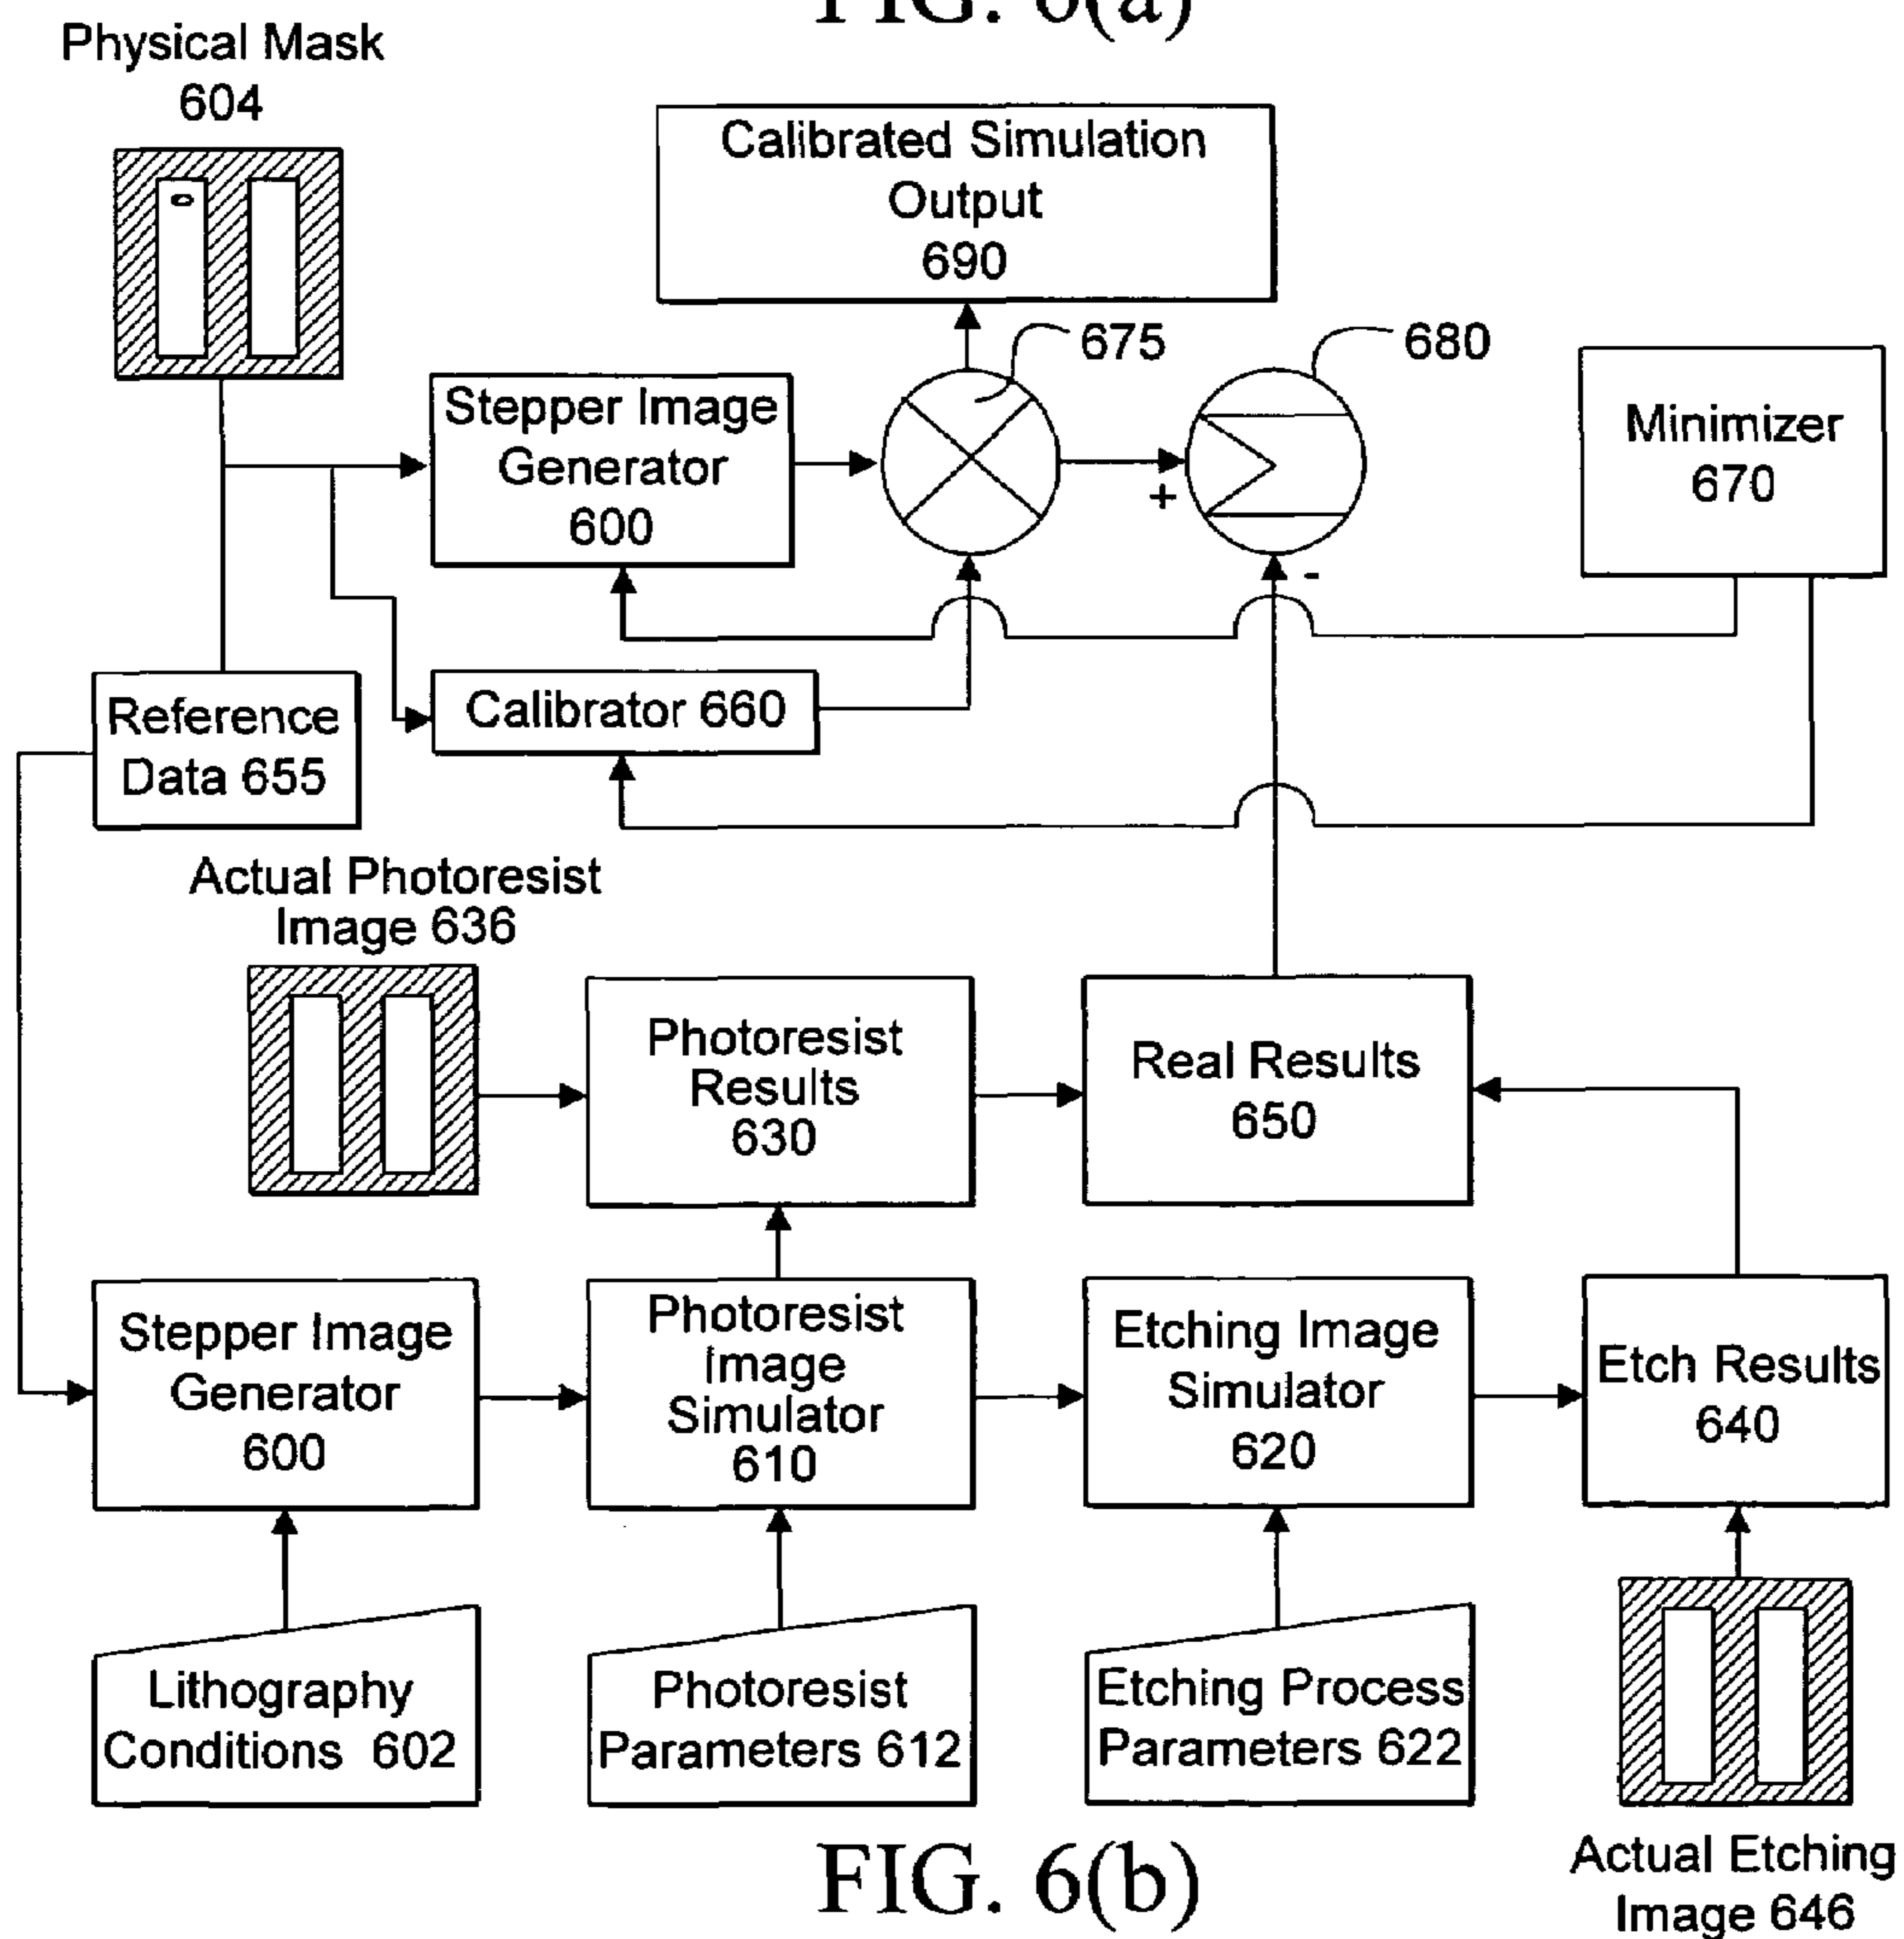 FIG. 6(a)
Physical Mask
604
Calibrated Simulation
Output
690
675
680
Stepper Image
Generator
600
Minimizer
670
+
-
Reference
Data 655
Calibrator 660
Actual Photoresist
Image 636
Photoresist
Results
630
Real Results
650
Stepper Image
Generator
600
Photoresist
Image
Simulator
610
Etching Image
Simulator
620
Etch Results
640
Lithography
Conditions 602
Photoresist
Parameters 612
Etching Process
Parameters 622
Actual Etching
Image 646
FIG. 6(b)